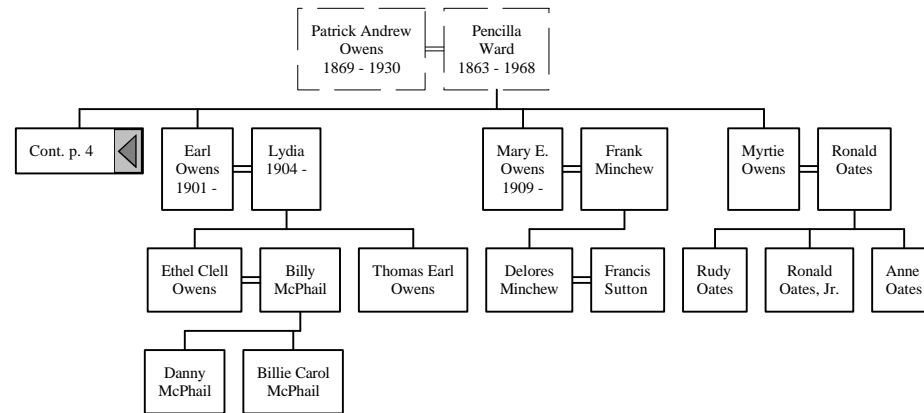 Patrick Andrew
Owens
1869 - 1930
Pencilla
Ward
1863 - 1968
Cont. p. 4
Earl
Owens
1901 -
Lydia
1904 -
Mary E.
Owens
1909 -
Frank
Minchew
Myrtie
Owens
Ronald
Oates
Ethel Clell
Owens
Billy
McPhail
Thomas Earl
Owens
Delores
Minchew
Francis
Sutton
Rudy
Oates
Ronald
Oates, Jr.
Anne
Oates
Danny
McPhail
Billie Carol
McPhail